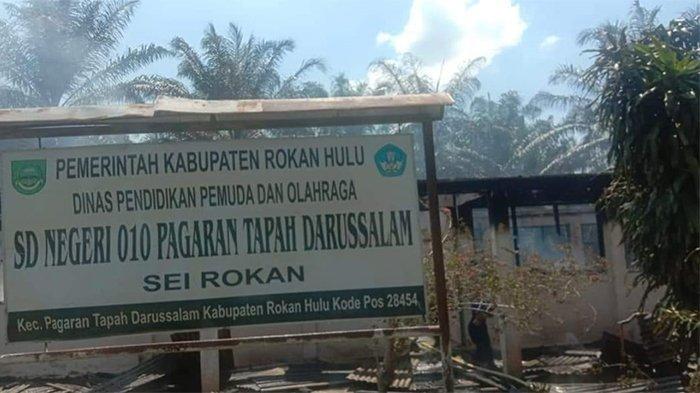 PEMERINTAH KABUPATEN ROKAN HULU
DINAS PENDIDIKAN PEMUDA DAN OLAHRAGA
SD NEGERI 010 PAGARAN TAPAH DARUSSALAM
SEI ROKAN
Kec. Pagaran Tapah Darussalam Kabupaten Rokan Hulu Kode Pos 28454